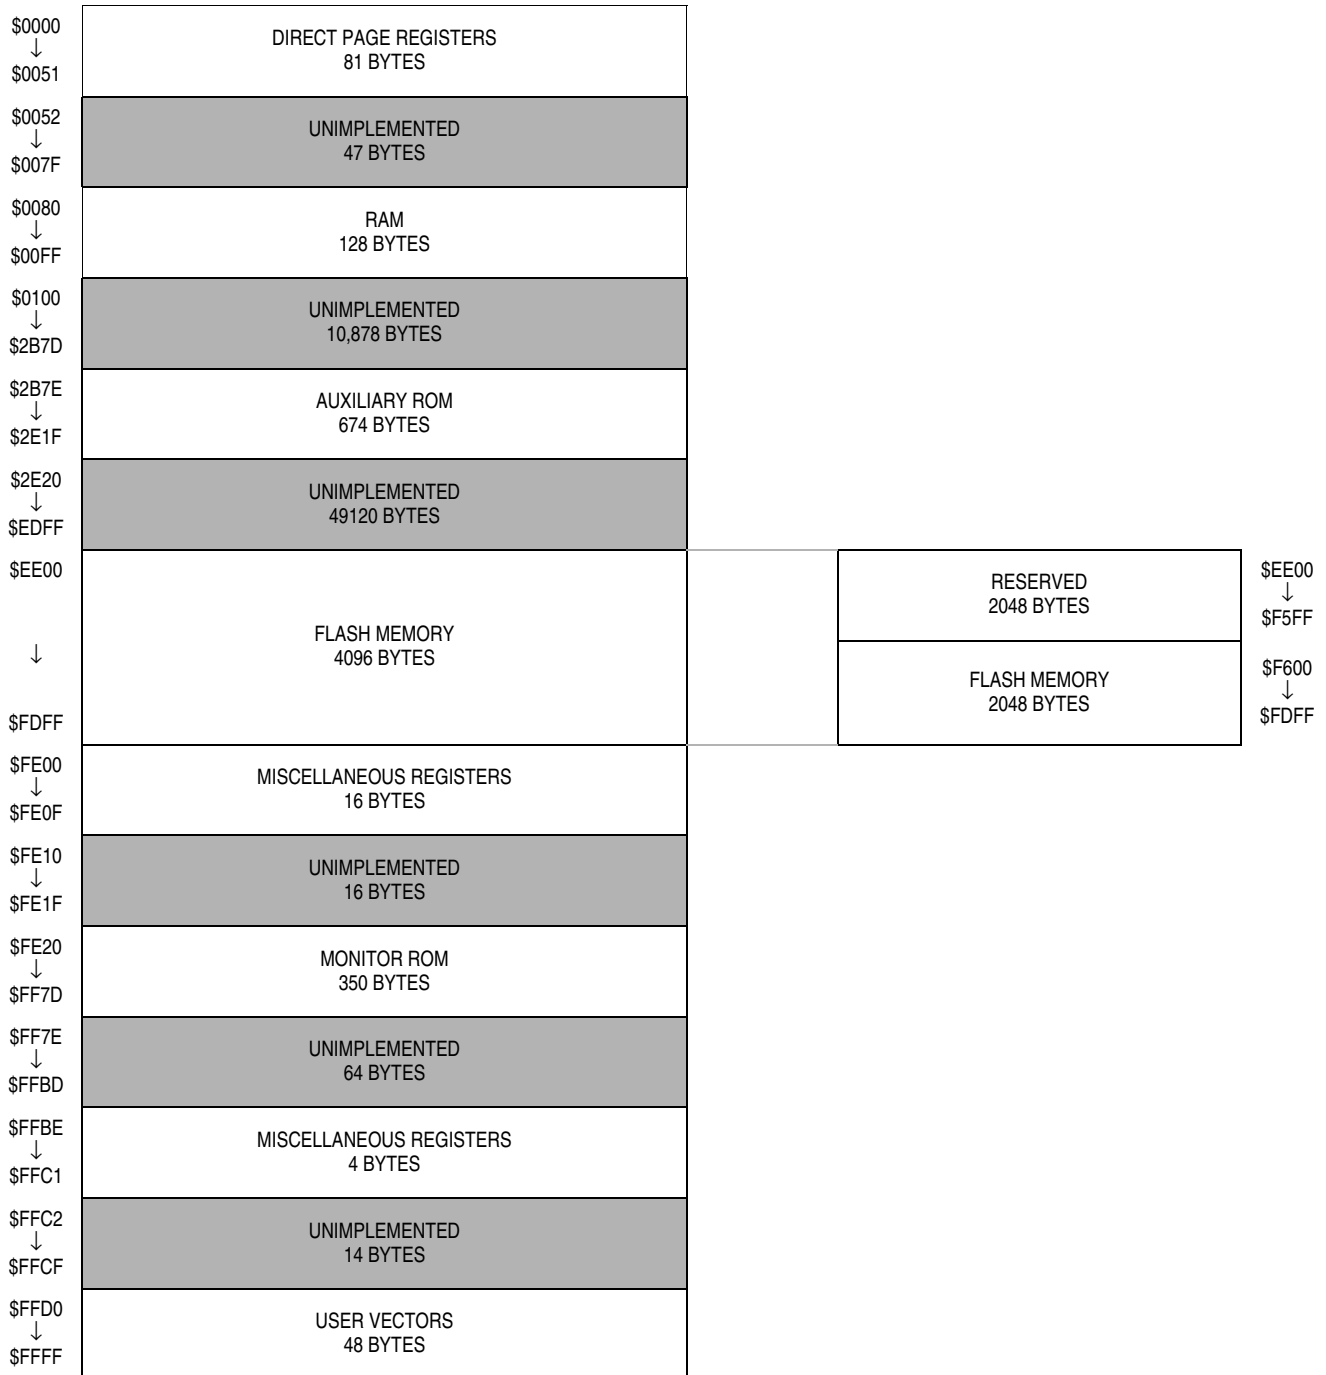 $0000
↓
$0051
DIRECT PAGE REGISTERS
81 BYTES
$0052
↓
$007F
UNIMPLEMENTED
47 BYTES
$0080
↓
$00FF
RAM
128 BYTES
$0100
↓
$2B7D
UNIMPLEMENTED
10,878 BYTES
$2B7E
↓
$2E1F
AUXILIARY ROM
674 BYTES
$2E20
↓
$EDFF
UNIMPLEMENTED
49120 BYTES
$EE00
↓
$FDFF
FLASH MEMORY
4096 BYTES
RESERVED
2048 BYTES
$EE00
↓
$F5FF
FLASH MEMORY
2048 BYTES
$F600
↓
$FDFF
$FE00
↓
$FE0F
MISCELLANEOUS REGISTERS
16 BYTES
$FE10
↓
$FE1F
UNIMPLEMENTED
16 BYTES
$FE20
↓
$FF7D
MONITOR ROM
350 BYTES
$FF7E
↓
$FFBD
UNIMPLEMENTED
64 BYTES
$FFBE
↓
$FFC1
MISCELLANEOUS REGISTERS
4 BYTES
$FFC2
↓
$FFCF
UNIMPLEMENTED
14 BYTES
$FFD0
↓
$FFFF
USER VECTORS
48 BYTES